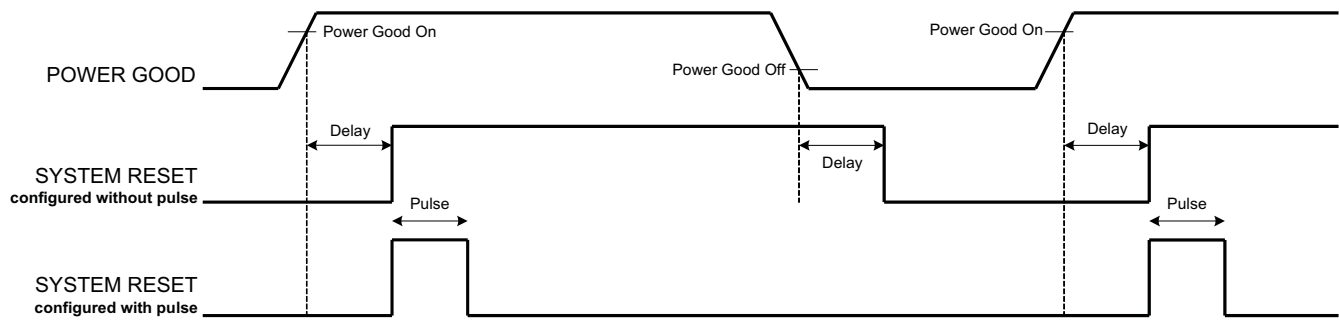 Power Good On
Power Good On
POWER GOOD
Power Good Off
Delay
Delay
Delay
SYSTEM RESET
configured without pulse
Pulse
Pulse
SYSTEM RESET
configured with pulse